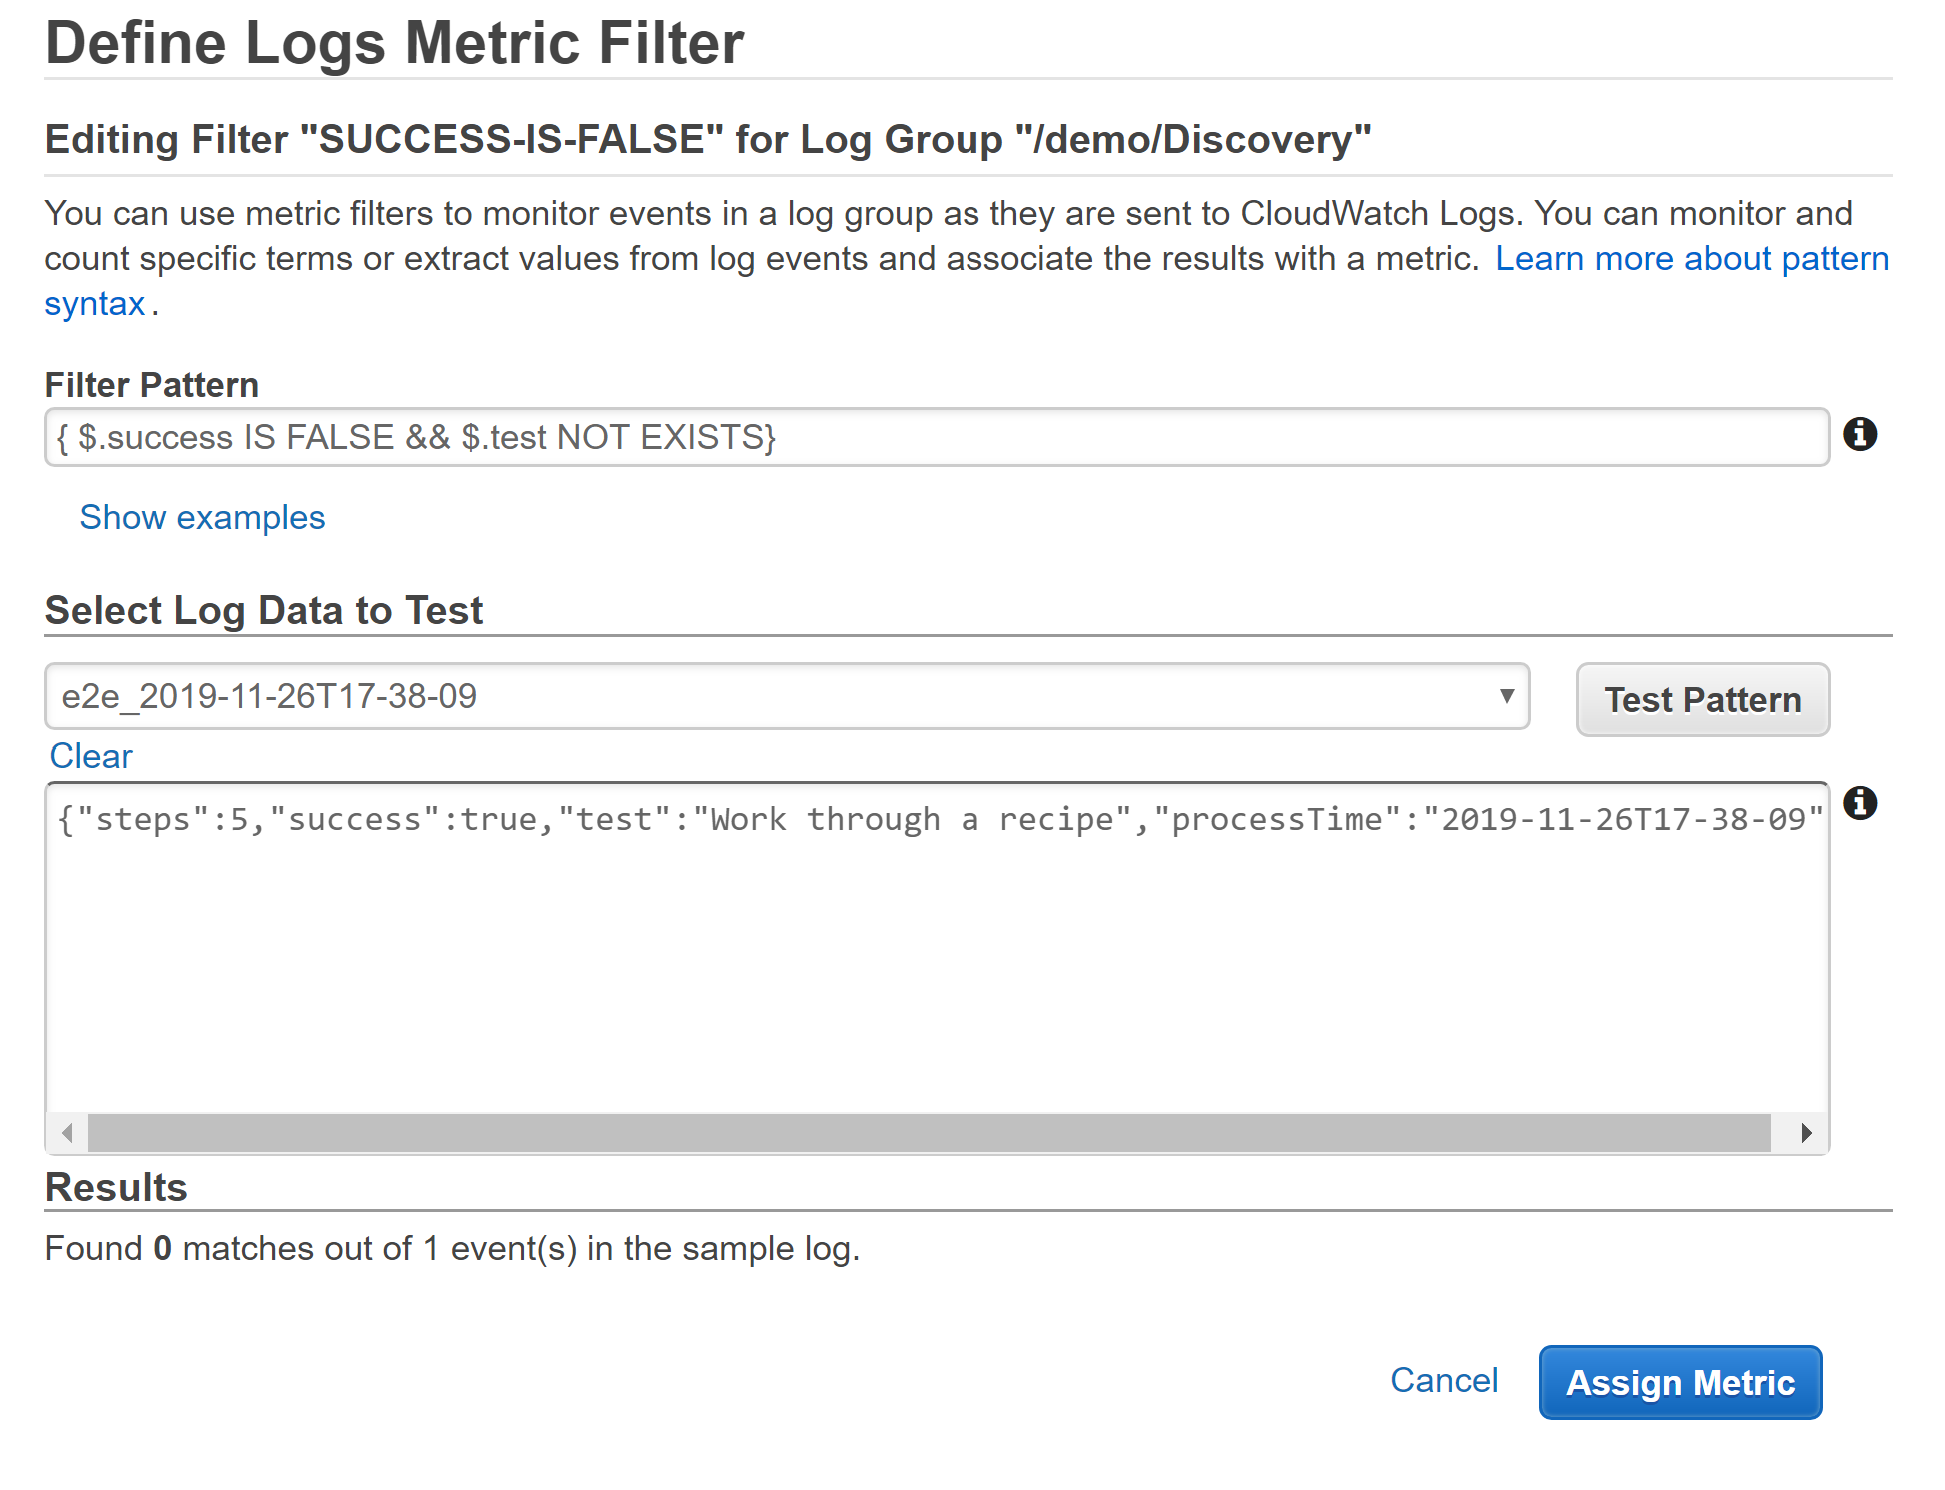 Define Logs Metric Filter
Editing Filter "SUCCESS-IS-FALSE" for Log Group "/demo/Discovery"
You can use metric filters to monitor events in a log group as they are sent to CloudWatch Logs. You can monitor and
count specific terms or extract values from log events and associate the results with a metric. Learn more about pattern
syntax.
Filter Pattern
{ $.success IS FALSE && $.test NOT EXISTS}
Show examples
Select Log Data to Test
e2e_2019-11-26T17-38-09
Test Pattern
Clear
{"steps":5,"success":true,"test":"Work through a recipe","processTime":"2019-11-26T17-38-09"
Results
Found 0 matches out of 1 event(s) in the sample log.
Cancel
Assign Metric